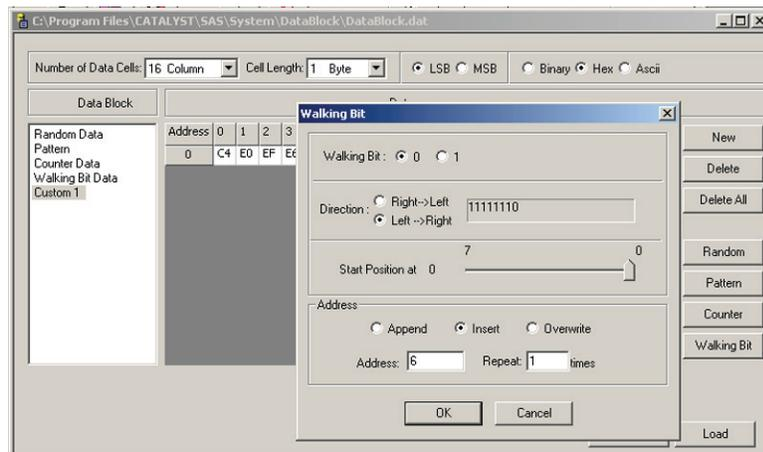 C:\Program Files\CATALYST\SAS\System\DataBlock\DataBlock.dat
Number of Data Cells: 16 Column Cell Length: 1 Byte LSB MSB Binary Hex Ascii
Data Block
Random Data
Pattern
Counter Data
Walking Bit Data
Custom 1
Address 0 1 2 3
0 C4 E0 EF E6
Walking Bit
Walking Bit : 0 1
Direction : Right-->Left
Left -->Right
11111110
7 0
Start Position at 0
Address
Append Insert Overwrite
Address: 6 Repeat: 1 times
OK Cancel
New
Delete
Delete All
Random
Pattern
Counter
Walking Bit
Load